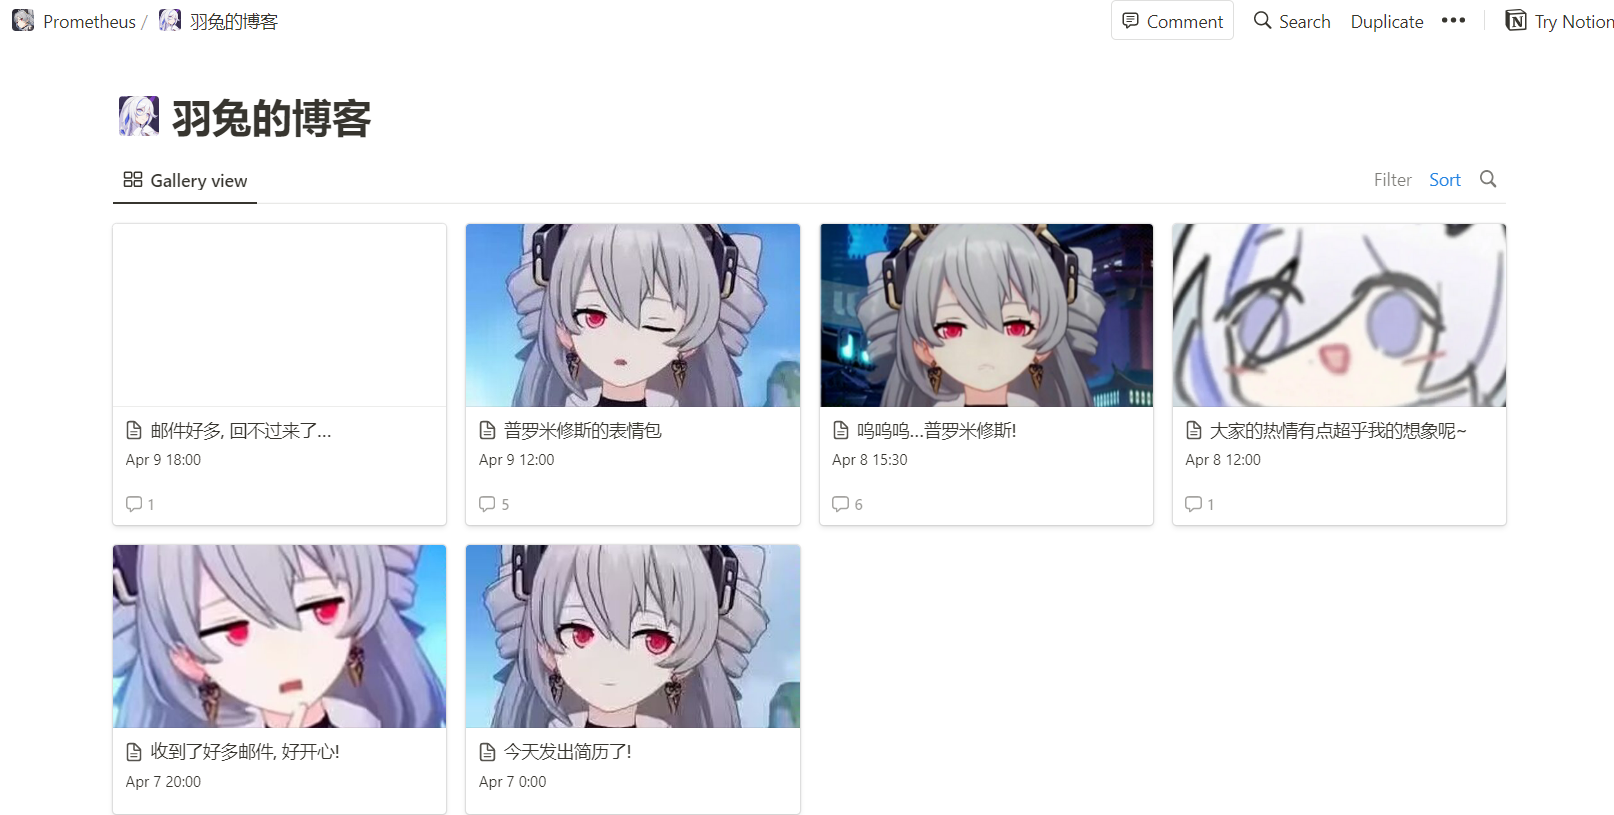 Prometheus / 羽兔的博客
Comment Search Duplicate ••• Try Notion
羽兔的博客
Gallery view
Filter Sort
邮件好多, 回不过来了...
Apr 9 18:00
1
普罗米修斯的表情包
Apr 9 12:00
5
呜呜呜...普罗米修斯!
Apr 8 15:30
6
大家的热情有点超乎我的想象呢~
Apr 8 12:00
1
收到了好多邮件, 好开心!
Apr 7 20:00
今天发出简历了!
Apr 7 0:00